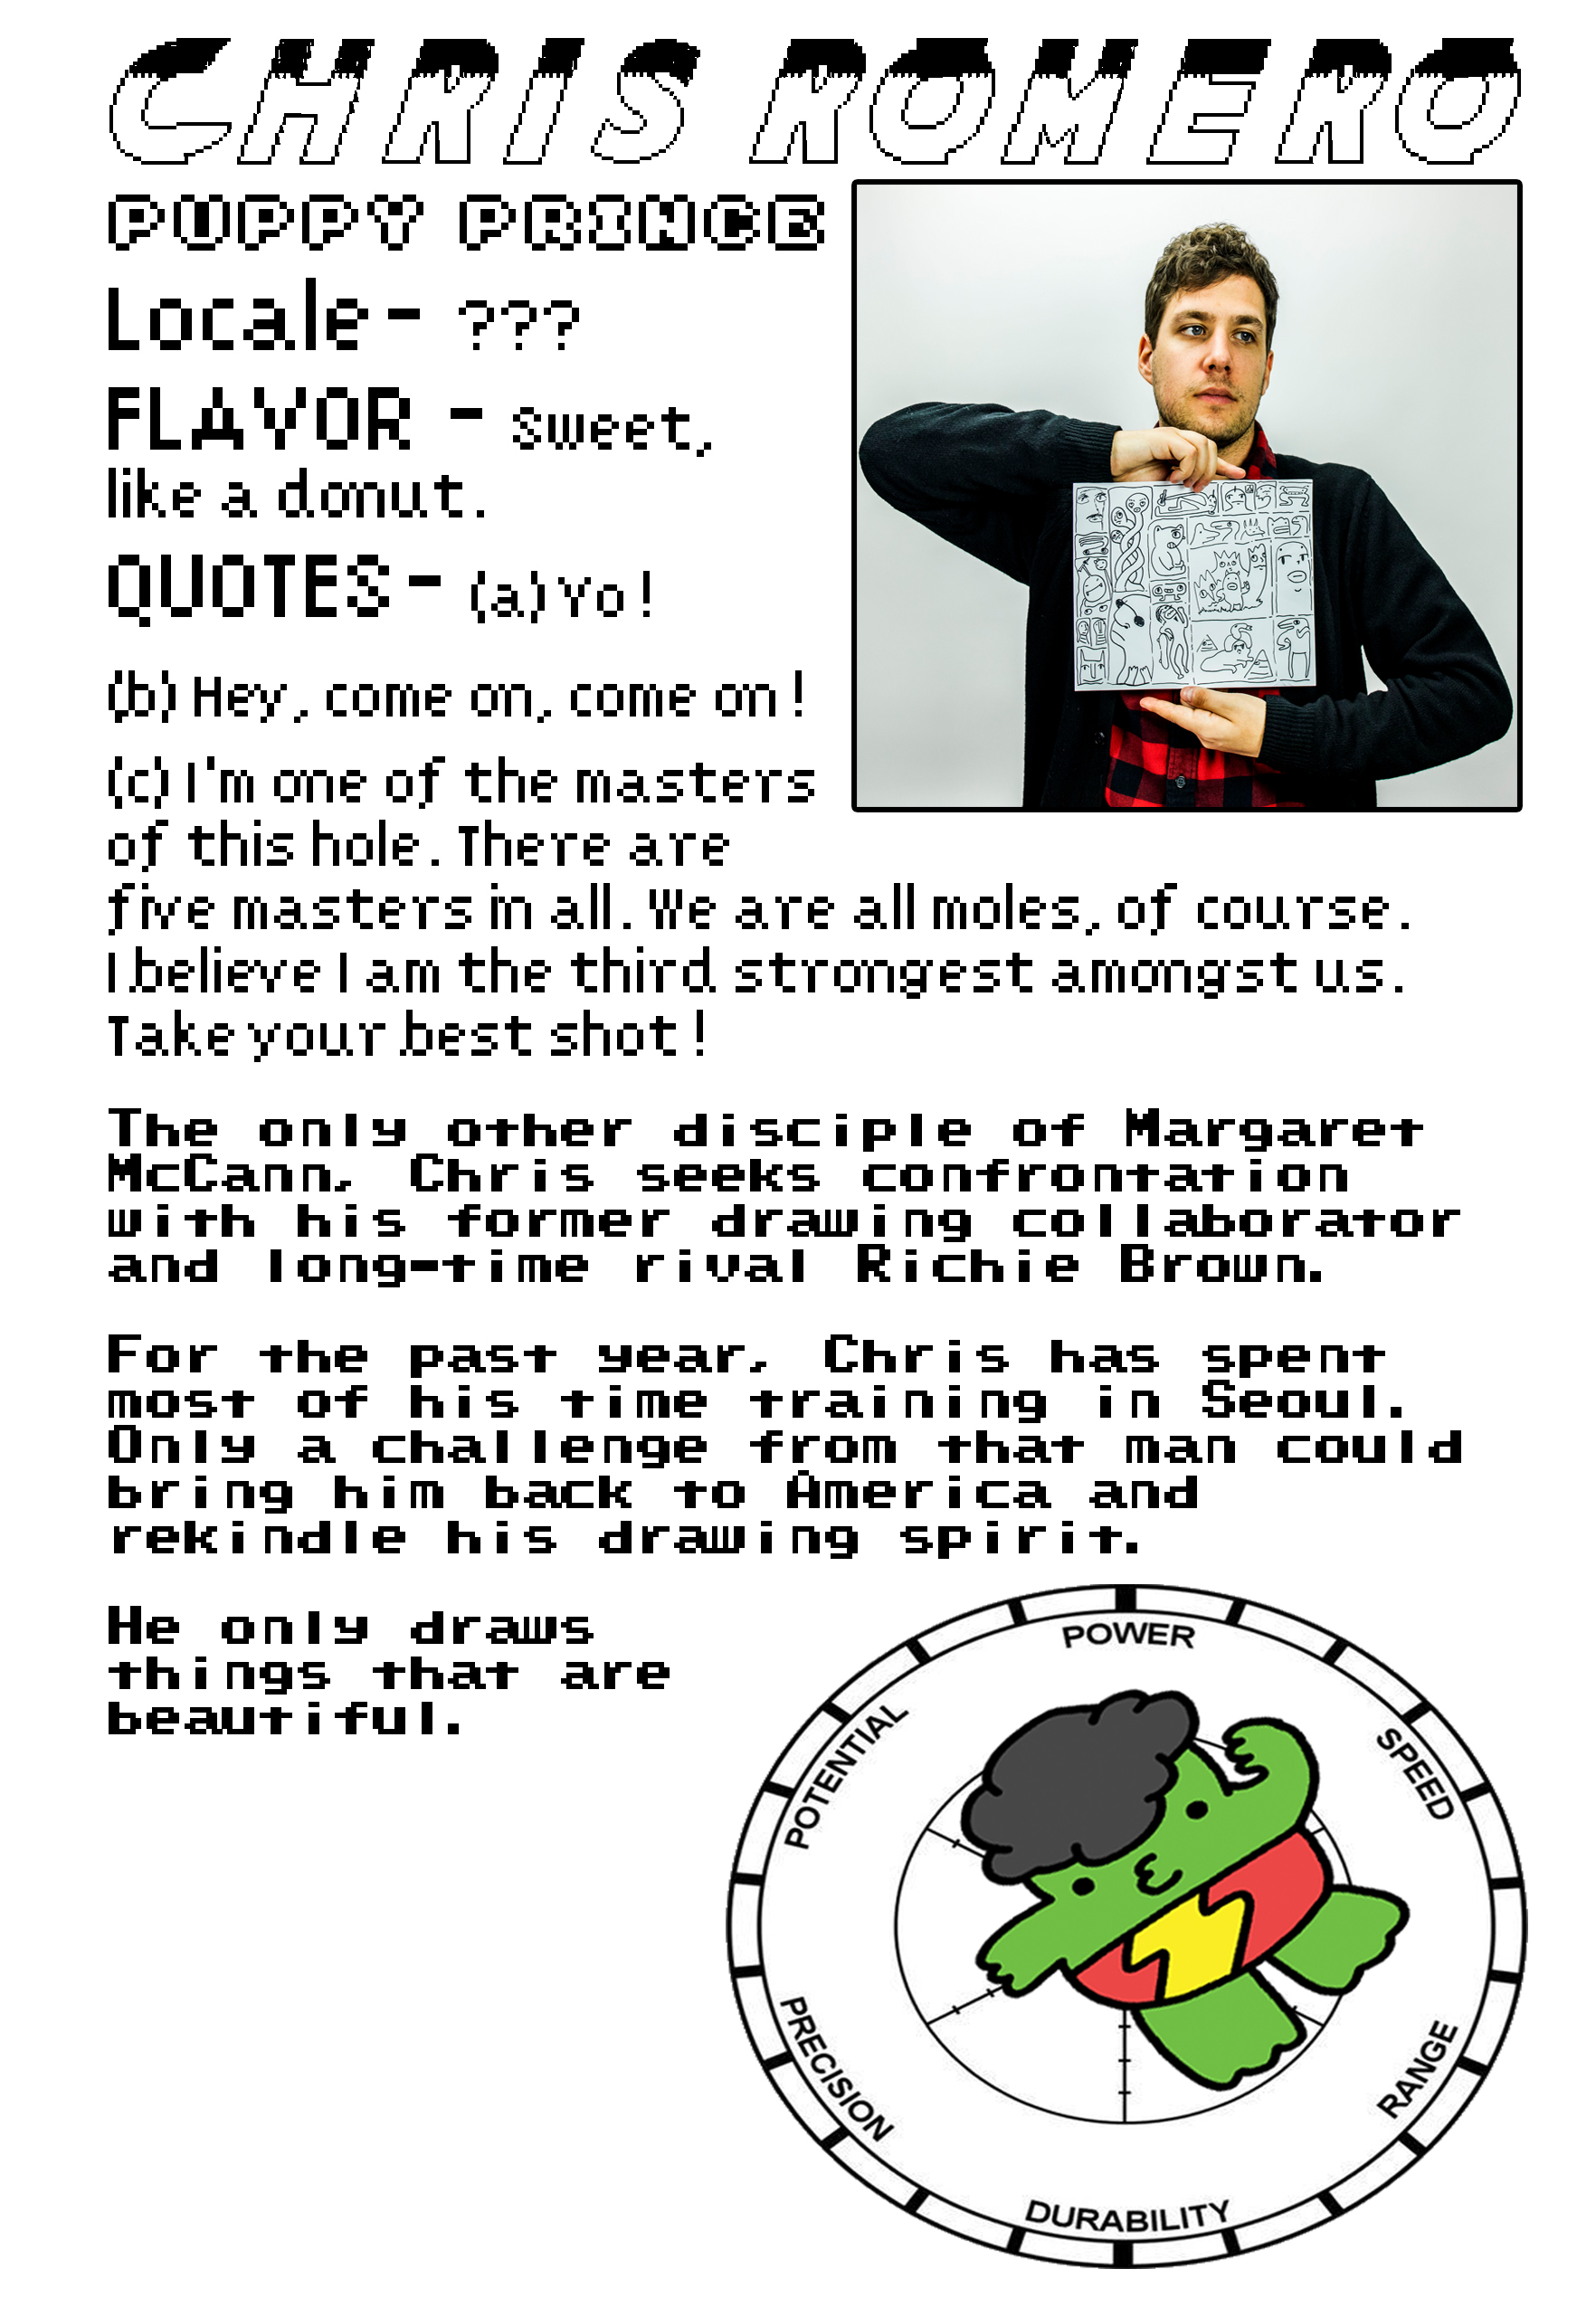 CHRIS ROMERO
PUPPY PRINCE
Locale- ???
FLAVOR - Sweet,
like a donut.
QUOTES- (a) Yo!
(b) Hey, come on, come on!
(c) I'm one of the masters
of this hole. There are
five masters in all. We are all moles, of course.
I believe I am the third strongest amongst us.
Take your best shot!
The only other disciple of Margaret
McCann, Chris seeks confrontation
with his former drawing collaborator
and long-time rival Richie Brown.
For the past year, Chris has spent
most of his time training in Seoul.
Only a challenge from that man could
bring him back to America and
rekindle his drawing spirit.
He only draws
things that are
beautiful.
POWER
SPEED
RANGE
DURABILITY
PRECISION
POTENTIAL